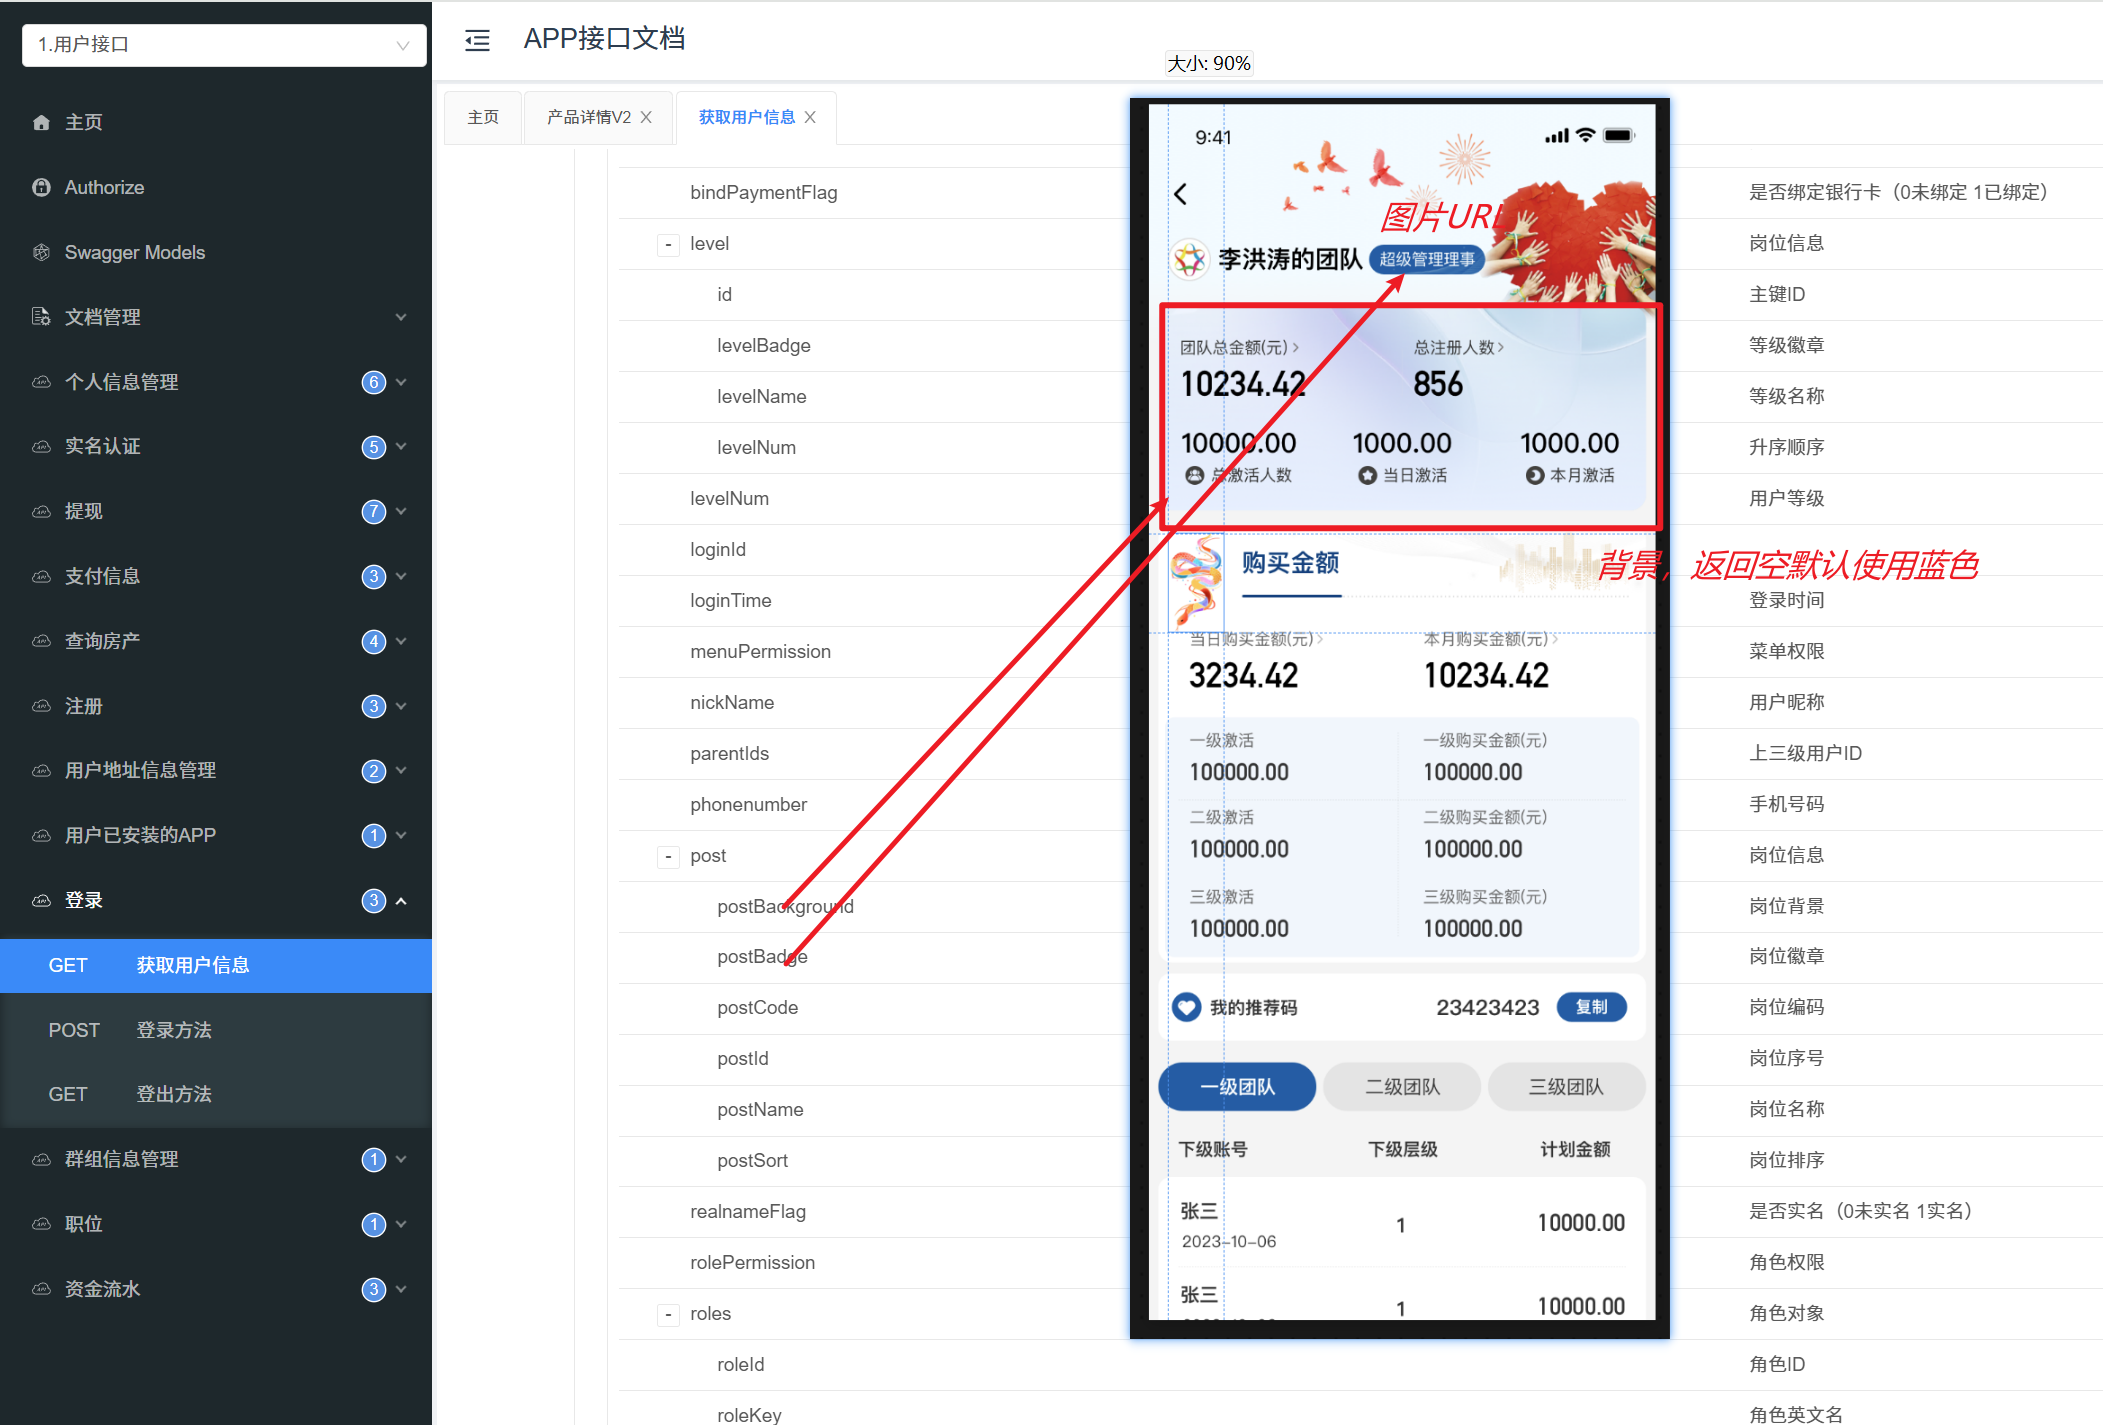 1.用户接口
主页
Authorize
Swagger Models
文档管理
个人信息管理 6
实名认证 5
提现 7
支付信息 3
查询房产 4
注册 3
用户地址信息管理 2
用户已安装的APP 1
登录 3
GET 获取用户信息
POST 登录方法
GET 登出方法
群组信息管理 1
职位 1
资金流水 3
APP接口文档
大小: 90%
主页 产品详情V2 获取用户信息
bindPaymentFlag 是否绑定银行卡（0未绑定 1已绑定）
- level 岗位信息
id 主键ID
levelBadge 等级徽章
levelName 等级名称
levelNum 升序顺序
levelNum 用户等级
loginId
loginTime 登录时间
menuPermission 菜单权限
nickName 用户昵称
parentIds 上三级用户ID
phonenumber 手机号码
- post 岗位信息
postBackground 岗位背景
postBadge 岗位徽章
postCode 岗位编码
postId 岗位序号
postName 岗位名称
postSort 岗位排序
realnameFlag 是否实名（0未实名 1实名）
rolePermission 角色权限
- roles 角色对象
roleId 角色ID
roleKey 角色英文名
9:41
图片URL
李洪涛的团队 超级管理理事
团队总金额(元) 总注册人数
10234.42 856
10000.00 1000.00 1000.00
总激活人数 当日激活 本月激活
购买金额
背景，返回空默认使用蓝色
当日购买金额(元) 本月购买金额(元)
3234.42 10234.42
一级激活 一级购买金额(元)
100000.00 100000.00
二级激活 二级购买金额(元)
100000.00 100000.00
三级激活 三级购买金额(元)
100000.00 100000.00
我的推荐码 23423423 复制
一级团队 二级团队 三级团队
下级账号 下级层级 计划金额
张三 1 10000.00
2023-10-06
张三 1 10000.00